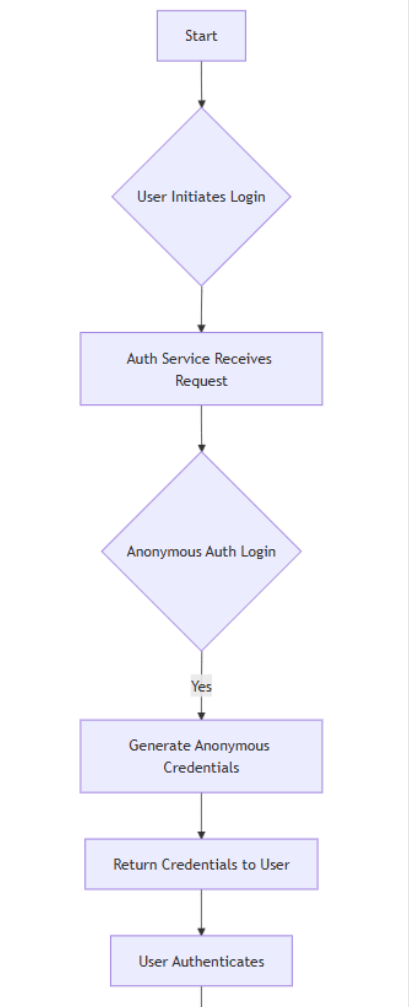 Start
User Initiates Login
Auth Service Receives
Request
Anonymous Auth Login
Yes
Generate Anonymous
Credentials
Return Credentials to User
User Authenticates